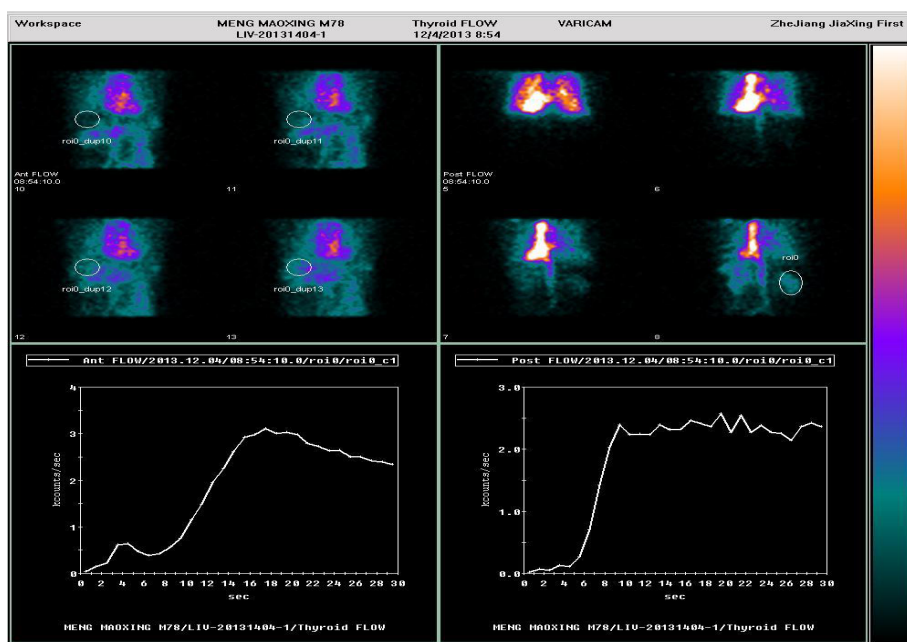 Workspace MENG MAOXING M78 Thyroid FLOW VARICAM ZheJiang JiaXing First
LIV-20131404-1 12/4/2013 8:54
roi0_dup10 roi0_dup11
Ant FLOW
08:54:10.0
10 11
roi0_dup12 roi0_dup13
12 13
Post FLOW
08:54:10.0
5 6
roi0
7 8
Ant FLOW/2013.12.04/08:54:10.0/roi0/roi0_c1
4
3
2
1
0
kcounts/sec
0 2 4 6 8 10 12 14 16 18 20 22 24 26 28 30
sec
MENG MAOXING M78/LIV-20131404-1/Thyroid FLOW
Post FLOW/2013.12.04/08:54:10.0/roi0/roi0_c1
3.0
2.0
1.0
0.0
kcounts/sec
0 2 4 6 8 10 12 14 16 18 20 22 24 26 28 30
sec
MENG MAOXING M78/LIV-20131404-1/Thyroid FLOW